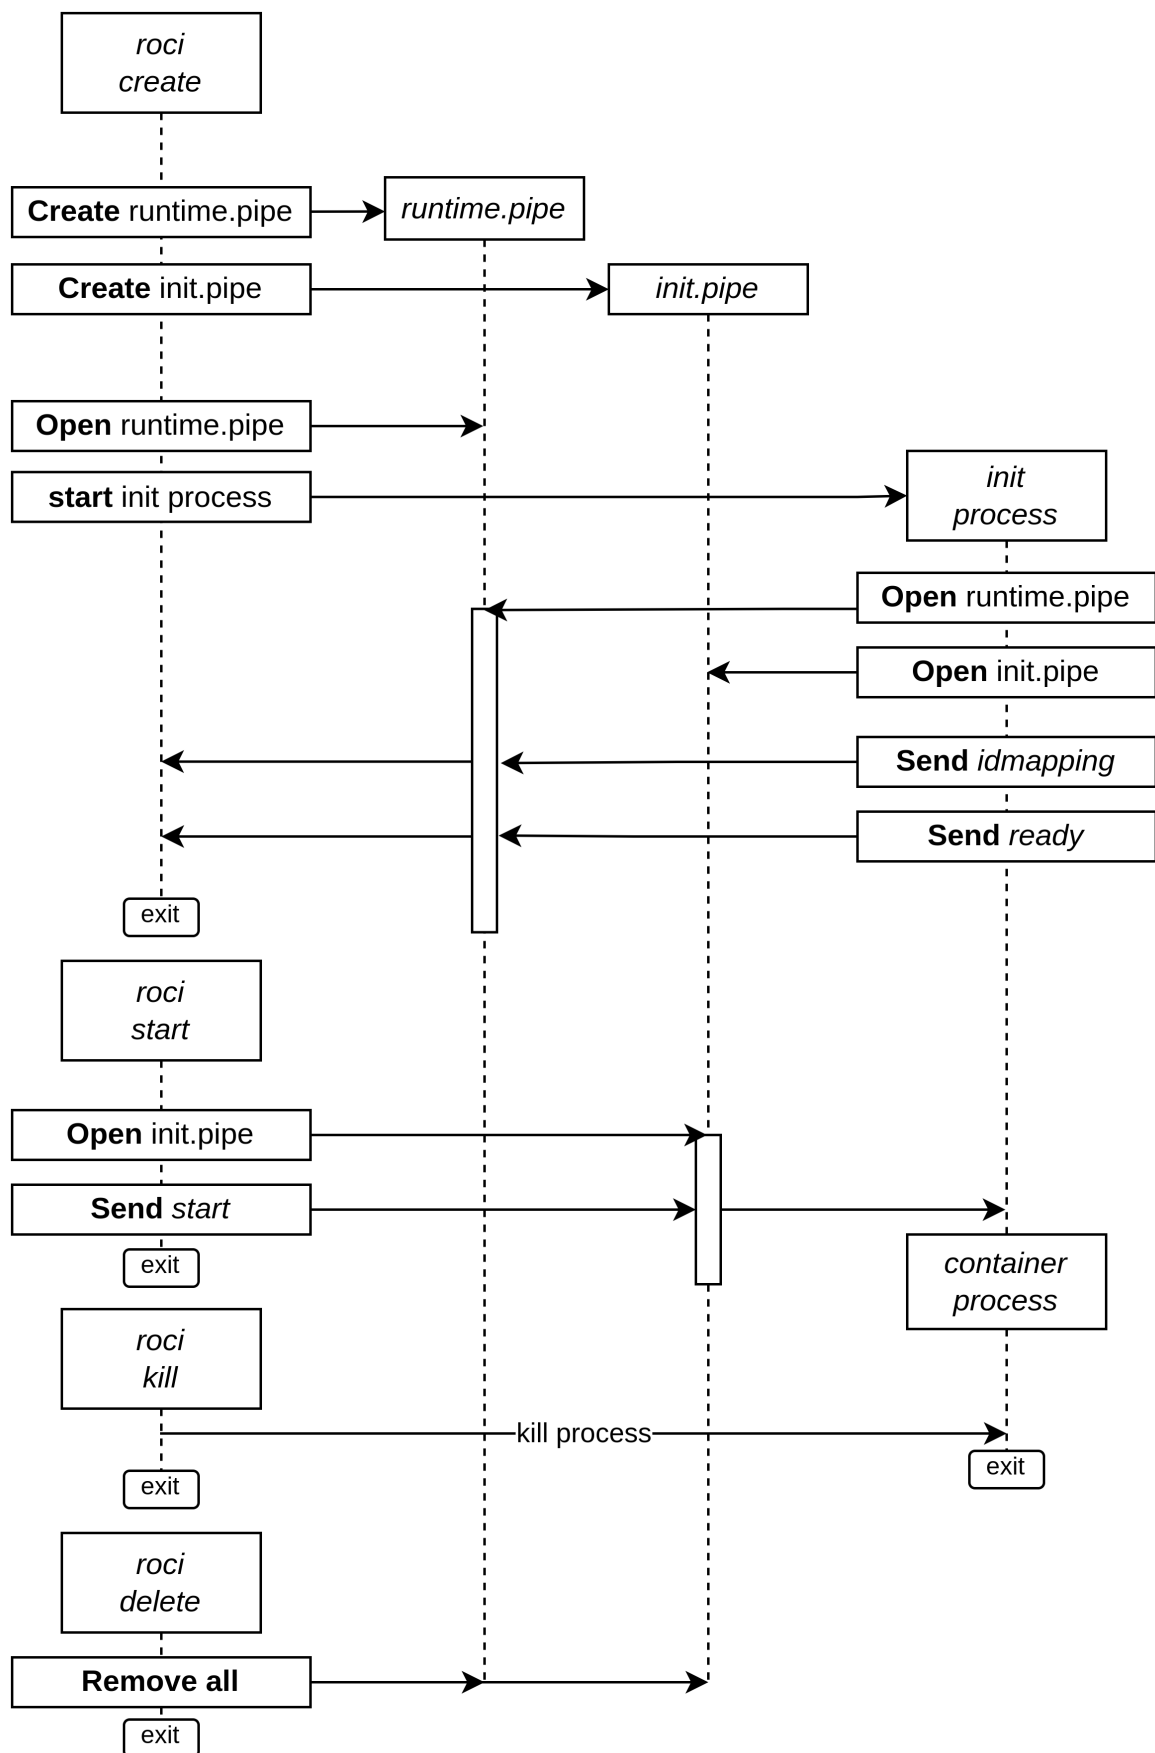 roci
create
Create runtime.pipe
runtime.pipe
Create init.pipe
init.pipe
Open runtime.pipe
start init process
init
process
Open runtime.pipe
Open init.pipe
Send idmapping
Send ready
exit
roci
start
Open init.pipe
Send start
exit
container
process
roci
kill
kill process
exit
exit
roci
delete
Remove all
exit